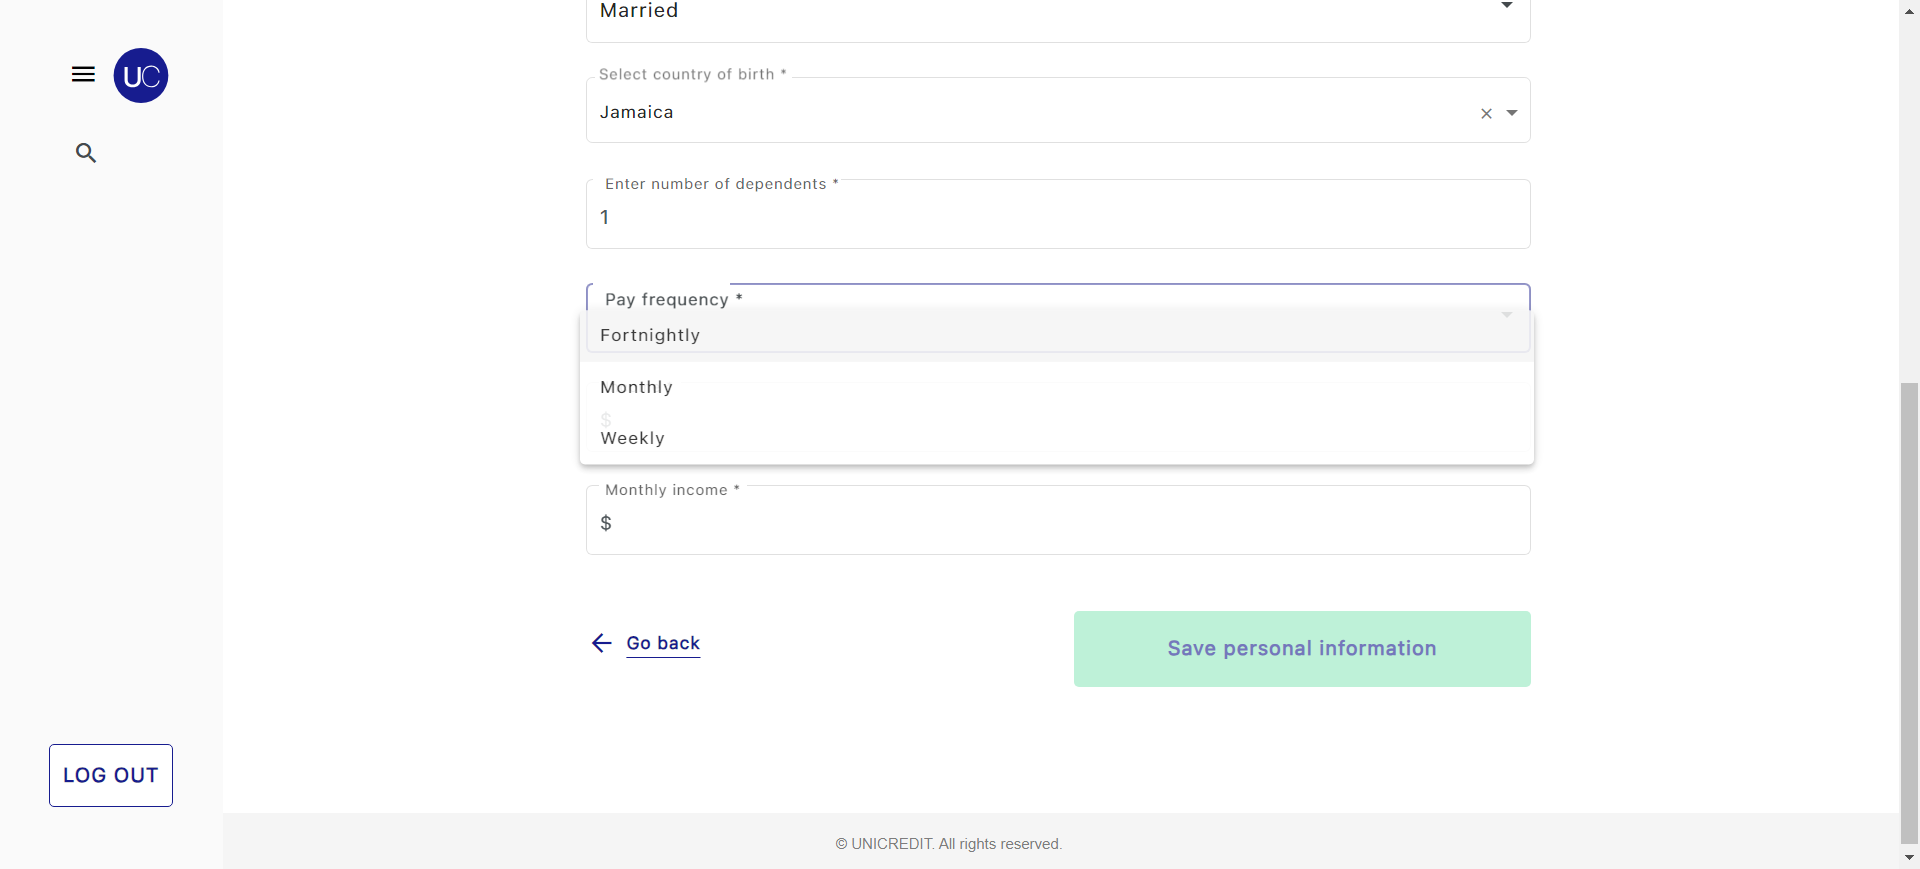 Married
UC
Select country of birth *
Jamaica
Enter number of dependents *
1
Pay frequency *
Fortnightly
Monthly
$
Weekly
Monthly income *
$
Go back
Save personal information
LOG OUT
© UNICREDIT. All rights reserved.